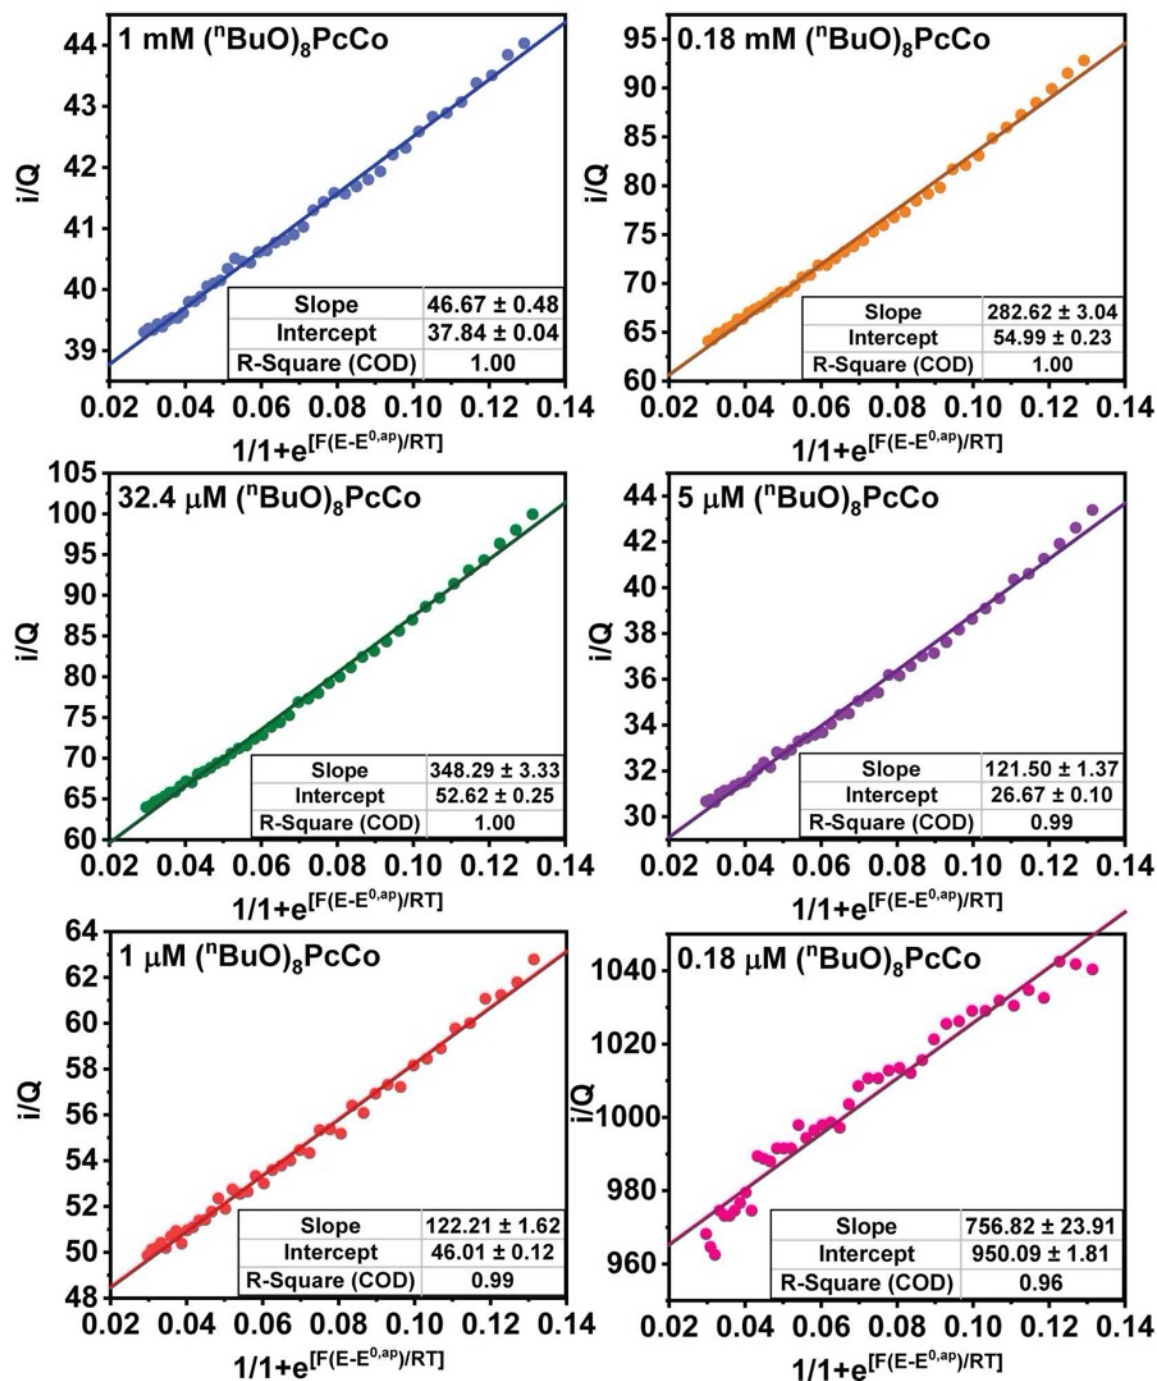 1 mM (ⁿBuO)₈PcCo
i/Q
44
43
42
41
40
39
Slope 46.67 ± 0.48
Intercept 37.84 ± 0.04
R-Square (COD) 1.00
0.02 0.04 0.06 0.08 0.10 0.12 0.14
1/1+e^[F(E-E^0,ap)/RT]
0.18 mM (ⁿBuO)₈PcCo
i/Q
95
90
85
80
75
70
65
60
Slope 282.62 ± 3.04
Intercept 54.99 ± 0.23
R-Square (COD) 1.00
0.02 0.04 0.06 0.08 0.10 0.12 0.14
1/1+e^[F(E-E^0,ap)/RT]
32.4 μM (ⁿBuO)₈PcCo
i/Q
105
100
95
90
85
80
75
70
65
60
Slope 348.29 ± 3.33
Intercept 52.62 ± 0.25
R-Square (COD) 1.00
0.02 0.04 0.06 0.08 0.10 0.12 0.14
1/1+e^[F(E-E^0,ap)/RT]
5 μM (ⁿBuO)₈PcCo
i/Q
44
42
40
38
36
34
32
30
Slope 121.50 ± 1.37
Intercept 26.67 ± 0.10
R-Square (COD) 0.99
0.02 0.04 0.06 0.08 0.10 0.12 0.14
1/1+e^[F(E-E^0,ap)/RT]
1 μM (ⁿBuO)₈PcCo
i/Q
64
62
60
58
56
54
52
50
48
Slope 122.21 ± 1.62
Intercept 46.01 ± 0.12
R-Square (COD) 0.99
0.02 0.04 0.06 0.08 0.10 0.12 0.14
1/1+e^[F(E-E^0,ap)/RT]
0.18 μM (ⁿBuO)₈PcCo
i/Q
1040
1020
1000
980
960
Slope 756.82 ± 23.91
Intercept 950.09 ± 1.81
R-Square (COD) 0.96
0.02 0.04 0.06 0.08 0.10 0.12 0.14
1/1+e^[F(E-E^0,ap)/RT]